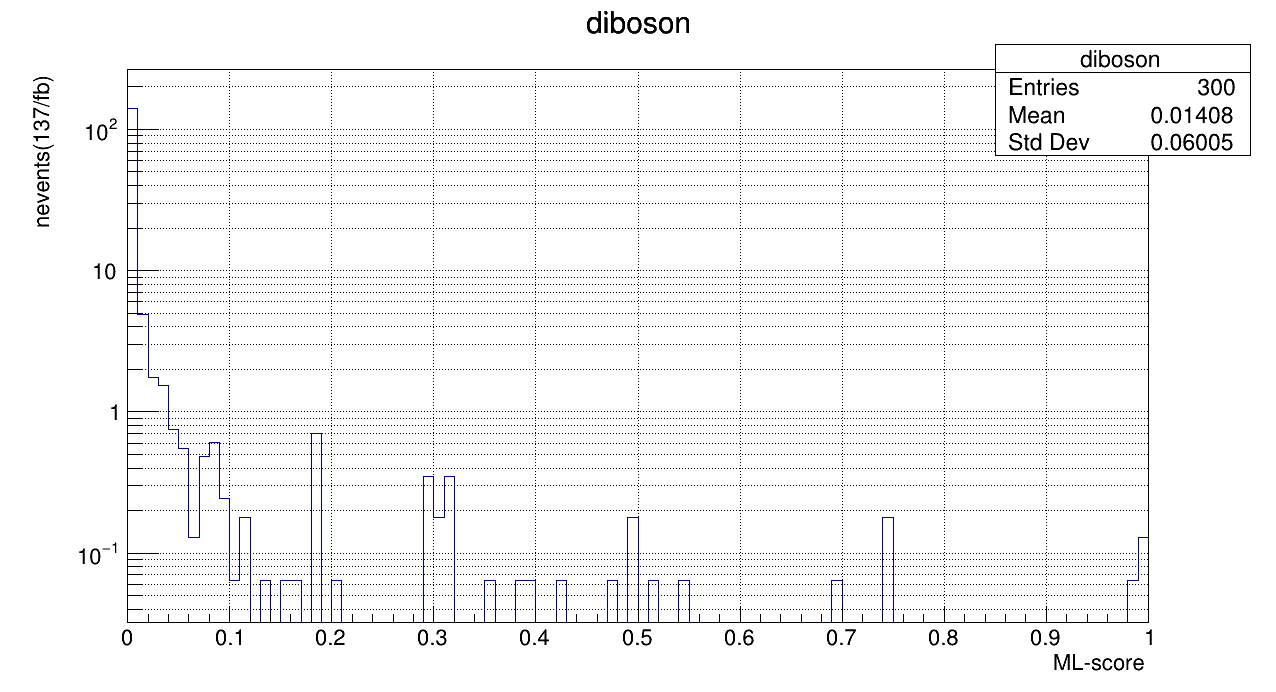 diboson
diboson
Entries 300
Mean 0.01408
Std Dev 0.06005
nevents(137/fb)
10²
10
1
10⁻¹
0 0.1 0.2 0.3 0.4 0.5 0.6 0.7 0.8 0.9 1
ML-score